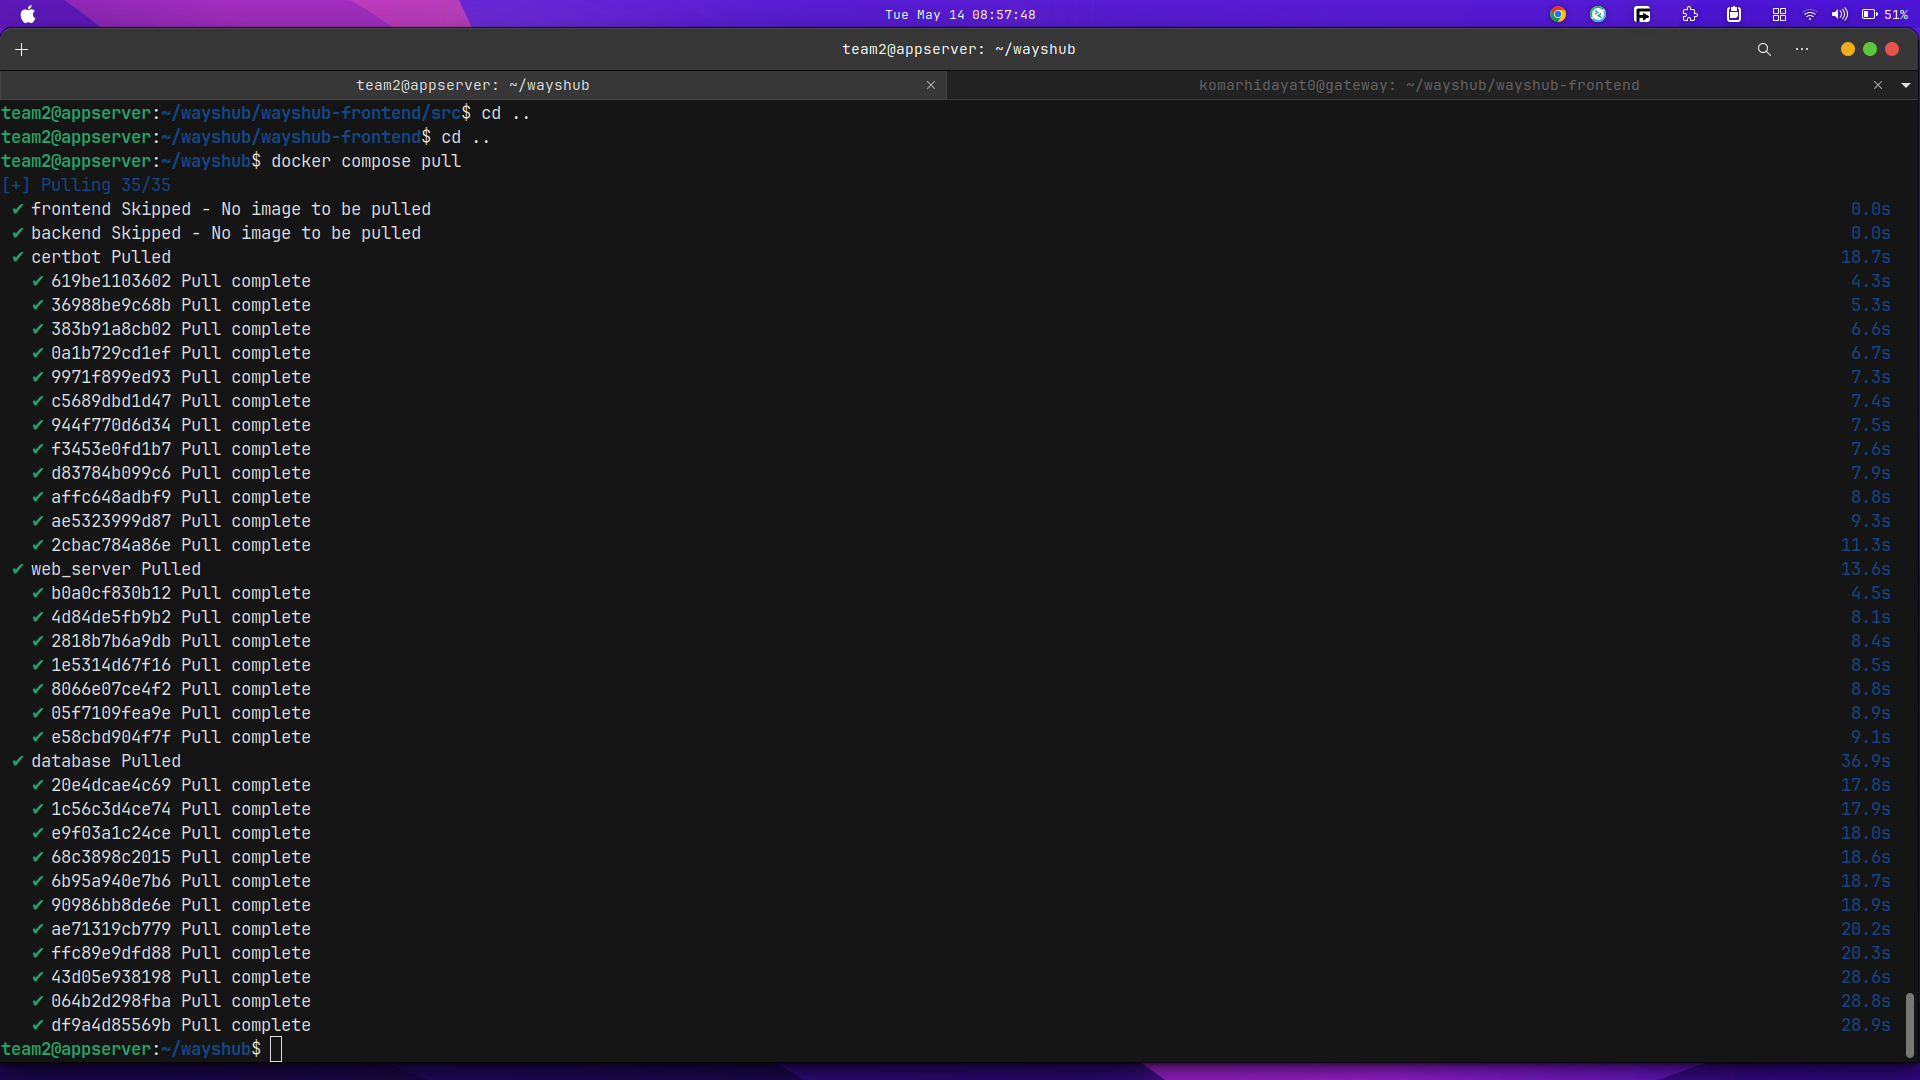 Tue May 14 08:57:48
51%
team2@appserver: ~/wayshub
team2@appserver: ~/wayshub
komarhidayat0@gateway: ~/wayshub/wayshub-frontend
team2@appserver:~/wayshub/wayshub-frontend/src$ cd ..
team2@appserver:~/wayshub/wayshub-frontend$ cd ..
team2@appserver:~/wayshub$ docker compose pull
[+] Pulling 35/35
✔ frontend Skipped - No image to be pulled 0.0s
✔ backend Skipped - No image to be pulled 0.0s
✔ certbot Pulled 18.7s
✔ 619be1103602 Pull complete 4.3s
✔ 36988be9c68b Pull complete 5.3s
✔ 383b91a8cb02 Pull complete 6.6s
✔ 0a1b729cd1ef Pull complete 6.7s
✔ 9971f899ed93 Pull complete 7.3s
✔ c5689dbd1d47 Pull complete 7.4s
✔ 944f770d6d34 Pull complete 7.5s
✔ f3453e0fd1b7 Pull complete 7.6s
✔ d83784b099c6 Pull complete 7.9s
✔ affc648adbf9 Pull complete 8.8s
✔ ae5323999d87 Pull complete 9.3s
✔ 2cbac784a86e Pull complete 11.3s
✔ web_server Pulled 13.6s
✔ b0a0cf830b12 Pull complete 4.5s
✔ 4d84de5fb9b2 Pull complete 8.1s
✔ 2818b7b6a9db Pull complete 8.4s
✔ 1e5314d67f16 Pull complete 8.5s
✔ 8066e07ce4f2 Pull complete 8.8s
✔ 05f7109fea9e Pull complete 8.9s
✔ e58cbd904f7f Pull complete 9.1s
✔ database Pulled 36.9s
✔ 20e4dcae4c69 Pull complete 17.8s
✔ 1c56c3d4ce74 Pull complete 17.9s
✔ e9f03a1c24ce Pull complete 18.0s
✔ 68c3898c2015 Pull complete 18.6s
✔ 6b95a940e7b6 Pull complete 18.7s
✔ 90986bb8de6e Pull complete 18.9s
✔ ae71319cb779 Pull complete 20.2s
✔ ffc89e9dfd88 Pull complete 20.3s
✔ 43d05e938198 Pull complete 28.6s
✔ 064b2d298fba Pull complete 28.8s
✔ df9a4d85569b Pull complete 28.9s
team2@appserver:~/wayshub$